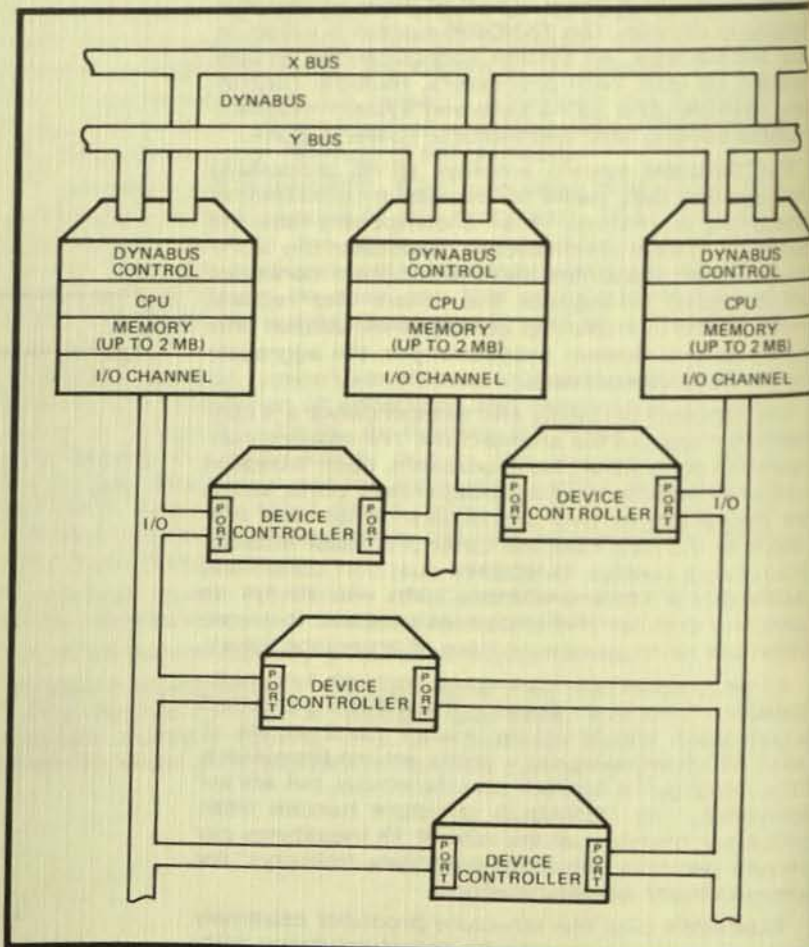 X BUS
DYNABUS
Y BUS
DYNABUS
CONTROL
CPU
MEMORY
(UP TO 2 MB)
I/O CHANNEL
DYNABUS
CONTROL
CPU
MEMORY
(UP TO 2 MB)
I/O CHANNEL
DYNABUS
CONTROL
CPU
MEMORY
(UP TO 2 MB)
I/O CHANNEL
I/O
PORT
DEVICE
CONTROLLER
PORT
PORT
DEVICE
CONTROLLER
PORT
I/O
PORT
DEVICE
CONTROLLER
PORT
PORT
DEVICE
CONTROLLER
PORT